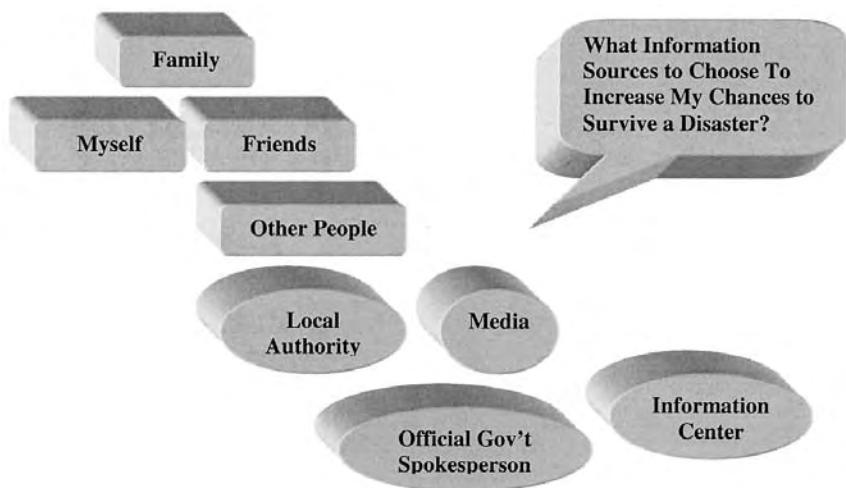 Family
What Information
Sources to Choose To
Increase My Chances to
Survive a Disaster?
Myself
Friends
Other People
Local
Authority
Media
Information
Center
Official Gov't
Spokesperson